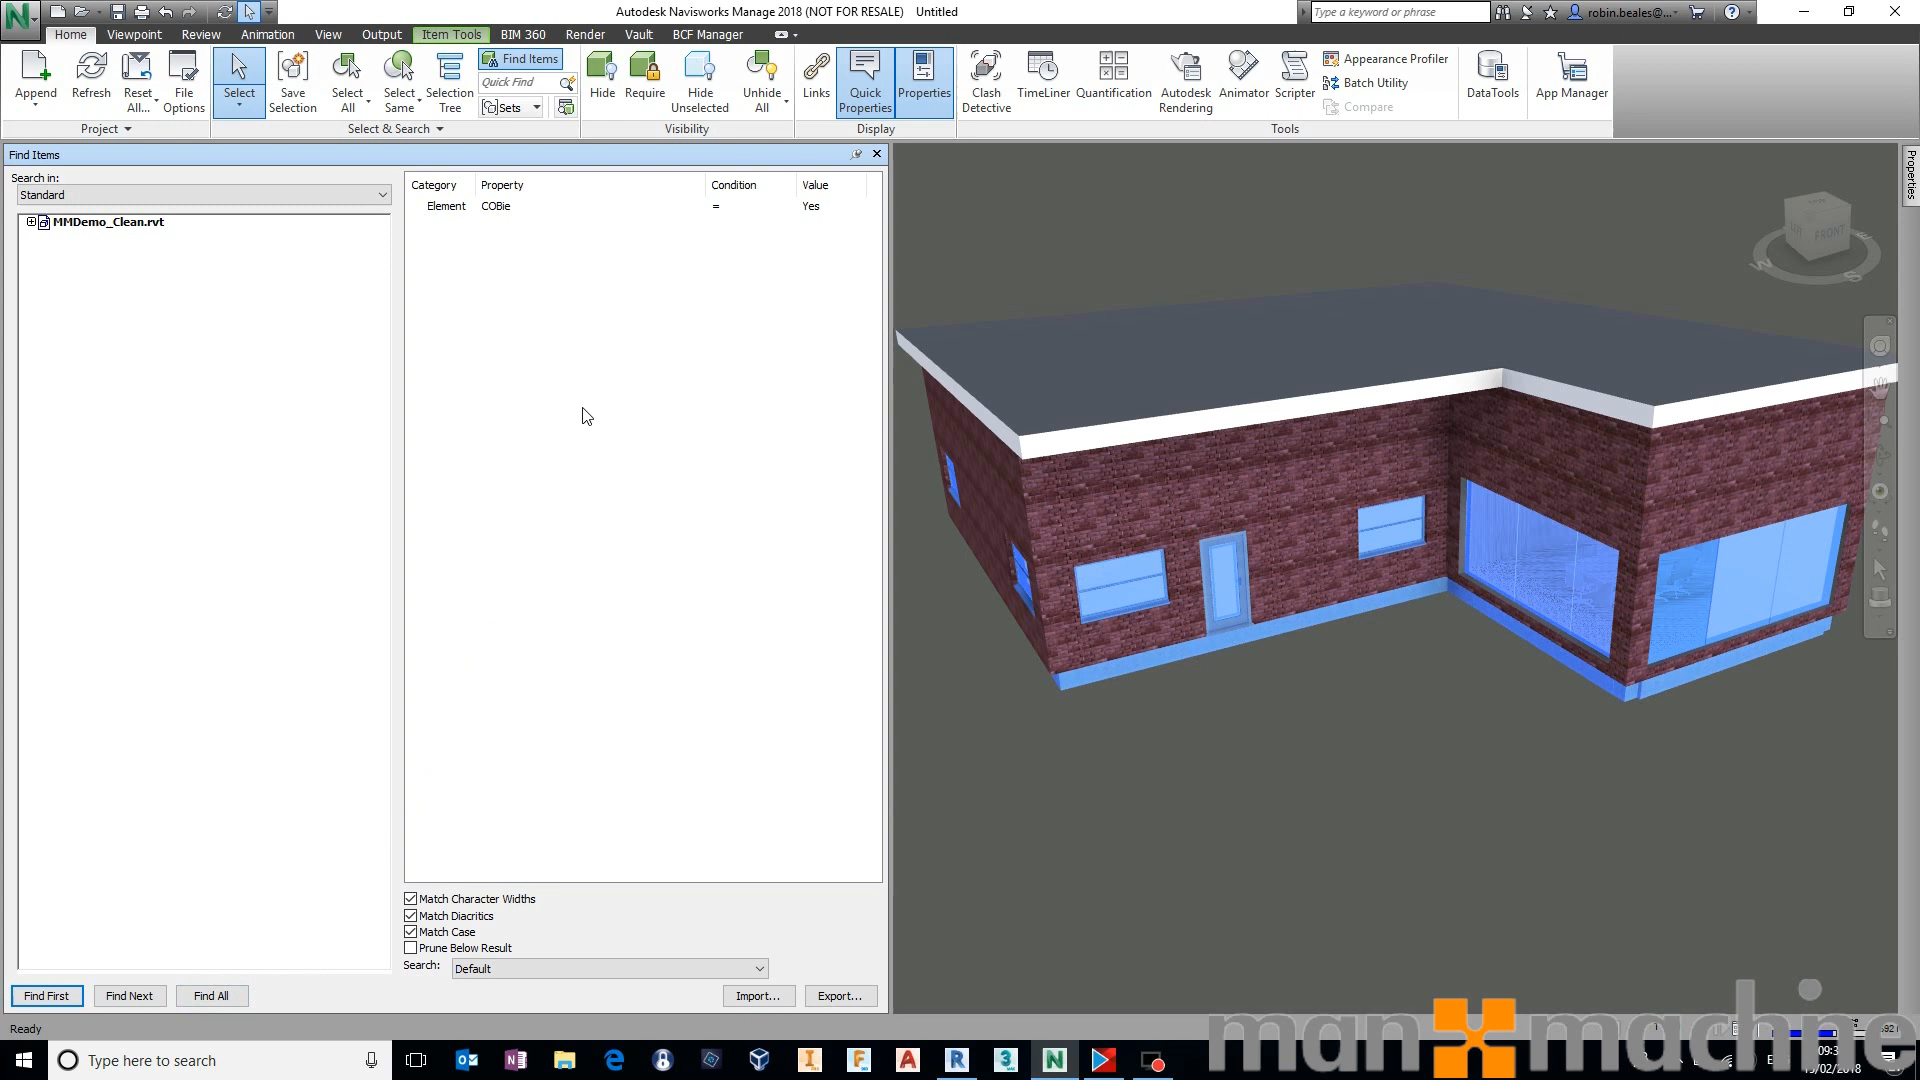 Autodesk Navisworks Manage 2018 (NOT FOR RESALE) Untitled
Type a keyword or phrase
robin.beales@...
Home Viewpoint Review Animation View Output Item Tools BIM 360 Render Vault BCF Manager
Append
Refresh
Reset All...
File Options
Select
Save Selection
Select All
Select Same
Selection Tree
Find Items
Quick Find
Sets
Hide
Require
Hide Unselected
Unhide All
Links
Quick Properties
Properties
Clash Detective
TimeLiner
Quantification
Autodesk Rendering
Animator
Scripter
Appearance Profiler
Batch Utility
Compare
DataTools
App Manager
Project Select & Search Visibility Display Tools
Find Items
Properties
Search in:
Standard
MMDemo_Clean.rvt
Category Property Condition Value
Element COBie = Yes
FRONT
W
S
Match Character Widths
Match Diacritics
Match Case
Prune Below Result
Search: Default
Find First Find Next Find All Import... Export...
Ready
man machine
Type here to search